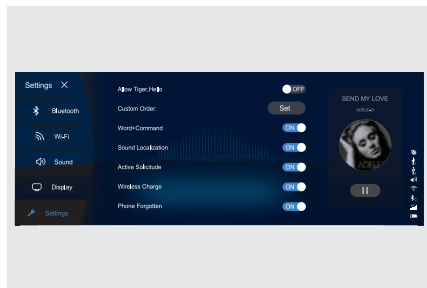 Settings ×
Bluetooth
Wi-Fi
Sound
Display
Settings
Allow Tiger,Hello
OFF
Custom Order:
Set
Word+Command
ON
Sound Localization
ON
Active Solicitude
ON
Wireless Charge
ON
Phone Forgotten
ON
SEND MY LOVE
ADELE